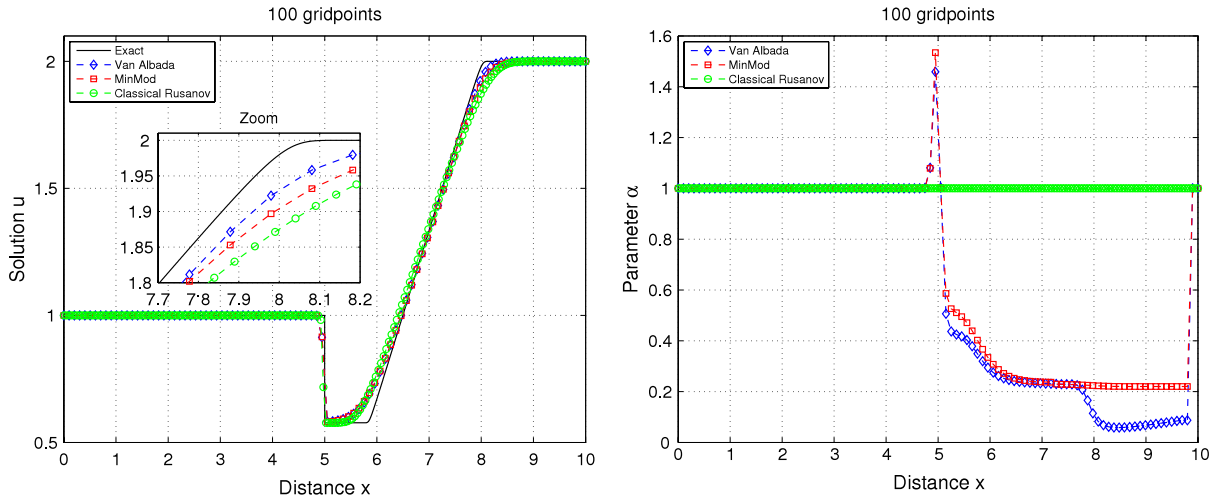 100 gridpoints
Exact
Van Albada
MinMod
Classical Rusanov
Zoom
2
1.95
1.9
1.85
1.8
7.7 7.8 7.9 8 8.1 8.2
2
1.5
1
0.5
0 1 2 3 4 5 6 7 8 9 10
Solution u
Distance x
100 gridpoints
Van Albada
MinMod
Classical Rusanov
1.6
1.4
1.2
1
0.8
0.6
0.4
0.2
0
0 1 2 3 4 5 6 7 8 9 10
Parameter α
Distance x